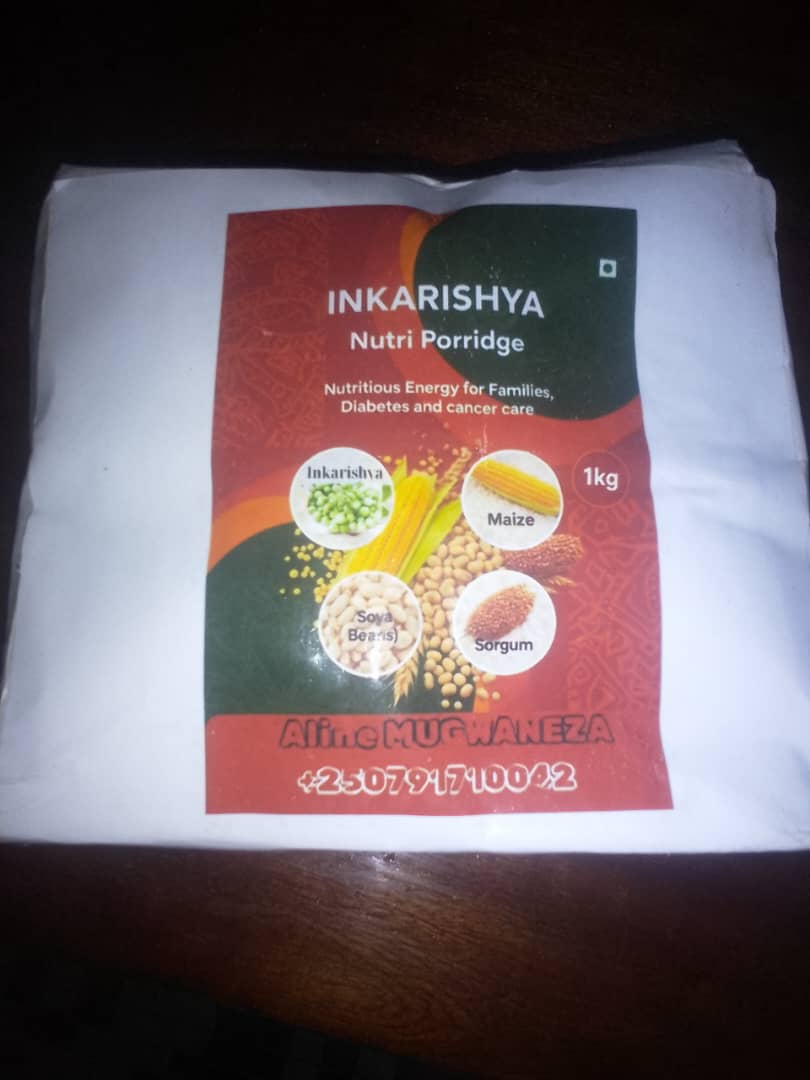 INKARISHYA
Nutri Porridge
Nutritious Energy for Families,
Diabetes and cancer care
Inkarishya
Maize
1kg
Soya
Beans)
Sorgum
Aline MUGWANEZA
+250791710042